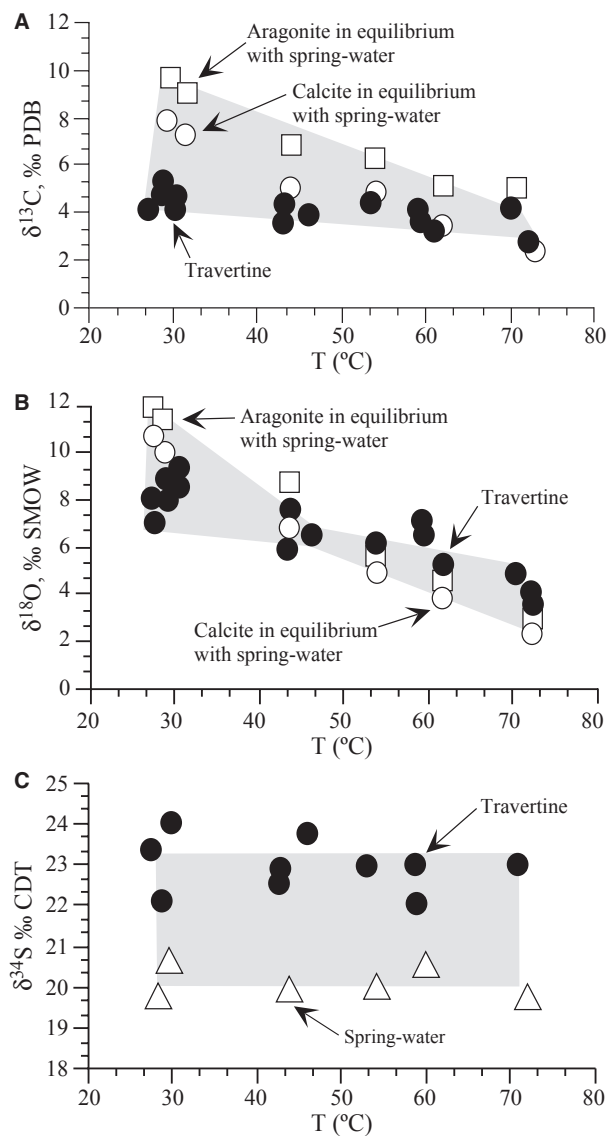 A
12
Aragonite in equilibrium
with spring-water
10
Calcite in equilibrium
with spring-water
8
6
4
2
0
Travertine
δ¹³C, ‰ PDB
20 30 40 50 60 70 80
T (ºC)
B
12
Aragonite in equilibrium
with spring-water
10
Travertine
8
6
4
Calcite in equilibrium
with spring-water
2
0
δ¹⁸O, ‰ SMOW
20 30 40 50 60 70 80
T (ºC)
C
25
Travertine
24
23
22
21
20
19
Spring-water
18
δ³⁴S ‰ CDT
20 30 40 50 60 70 80
T (ºC)